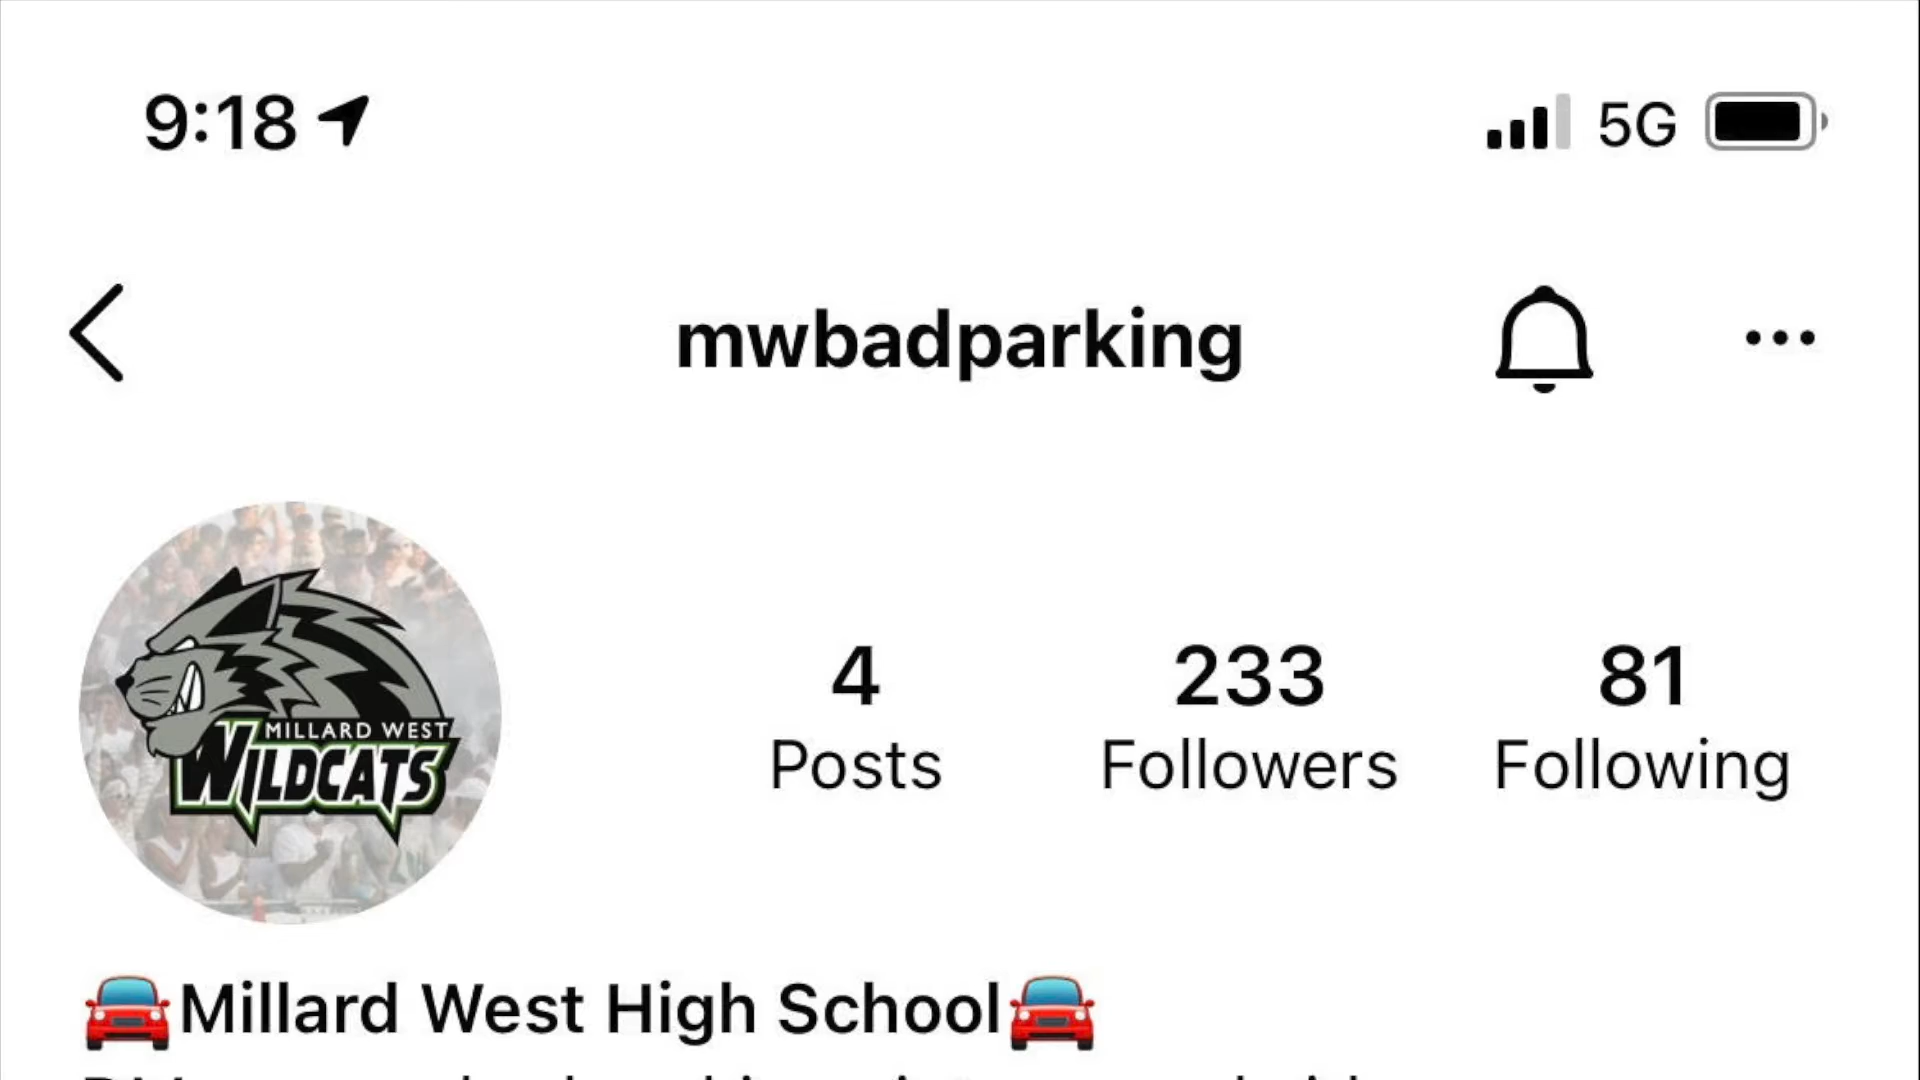 9:18 5G
mwbadparking
MILLARD WEST
WILDCATS
4 233 81
Posts Followers Following
🚘Millard West High School🚘